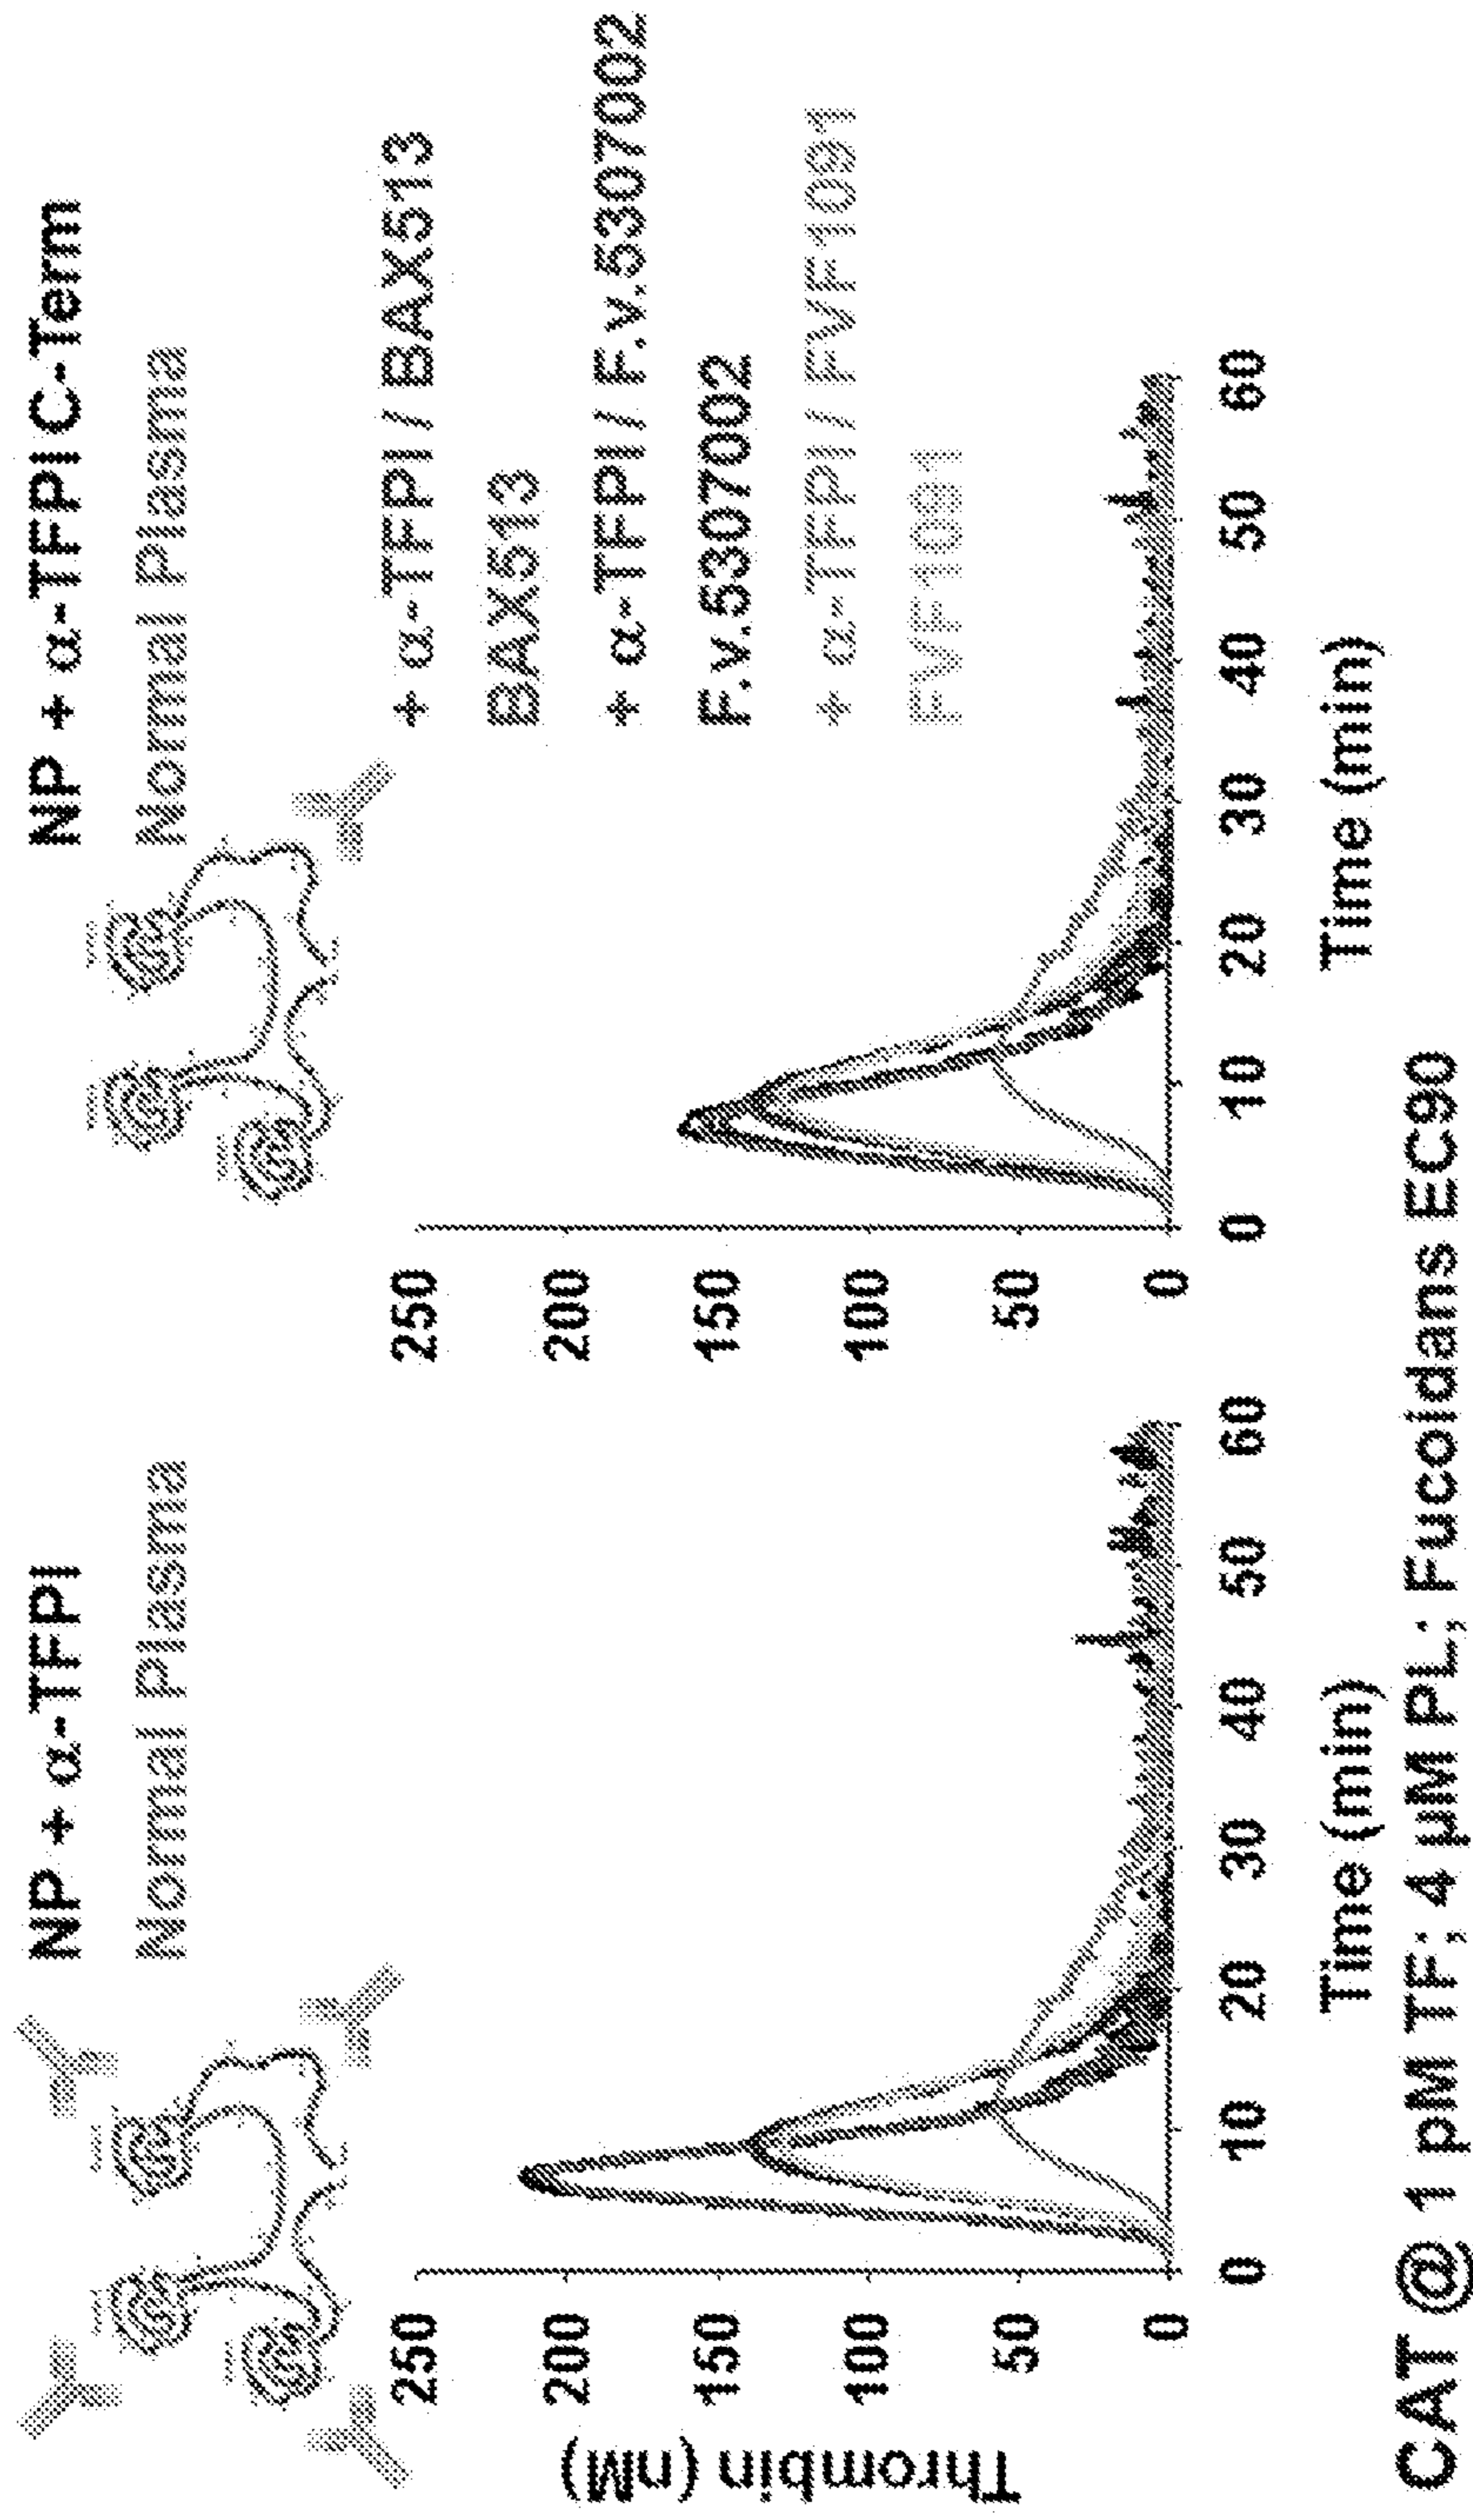 NP + α-TFPI
Normal Plasma
NP + α-TFPI C-Term
Normal Plasma
+ α-TFPI / BAX513
BAX513
+ α-TFPI / F.v.5307002
F.v.5307002
+ α-TFPI / FVF1091
FVF1091
Thrombin (nM)
250
200
150
100
50
0
0 10 20 30 40 50 60
Time (min)
250
200
150
100
50
0
0 10 20 30 40 50 60
Time (min)
CAT @ 1 pM TF; 4 µM PL; Fucoidans EC90